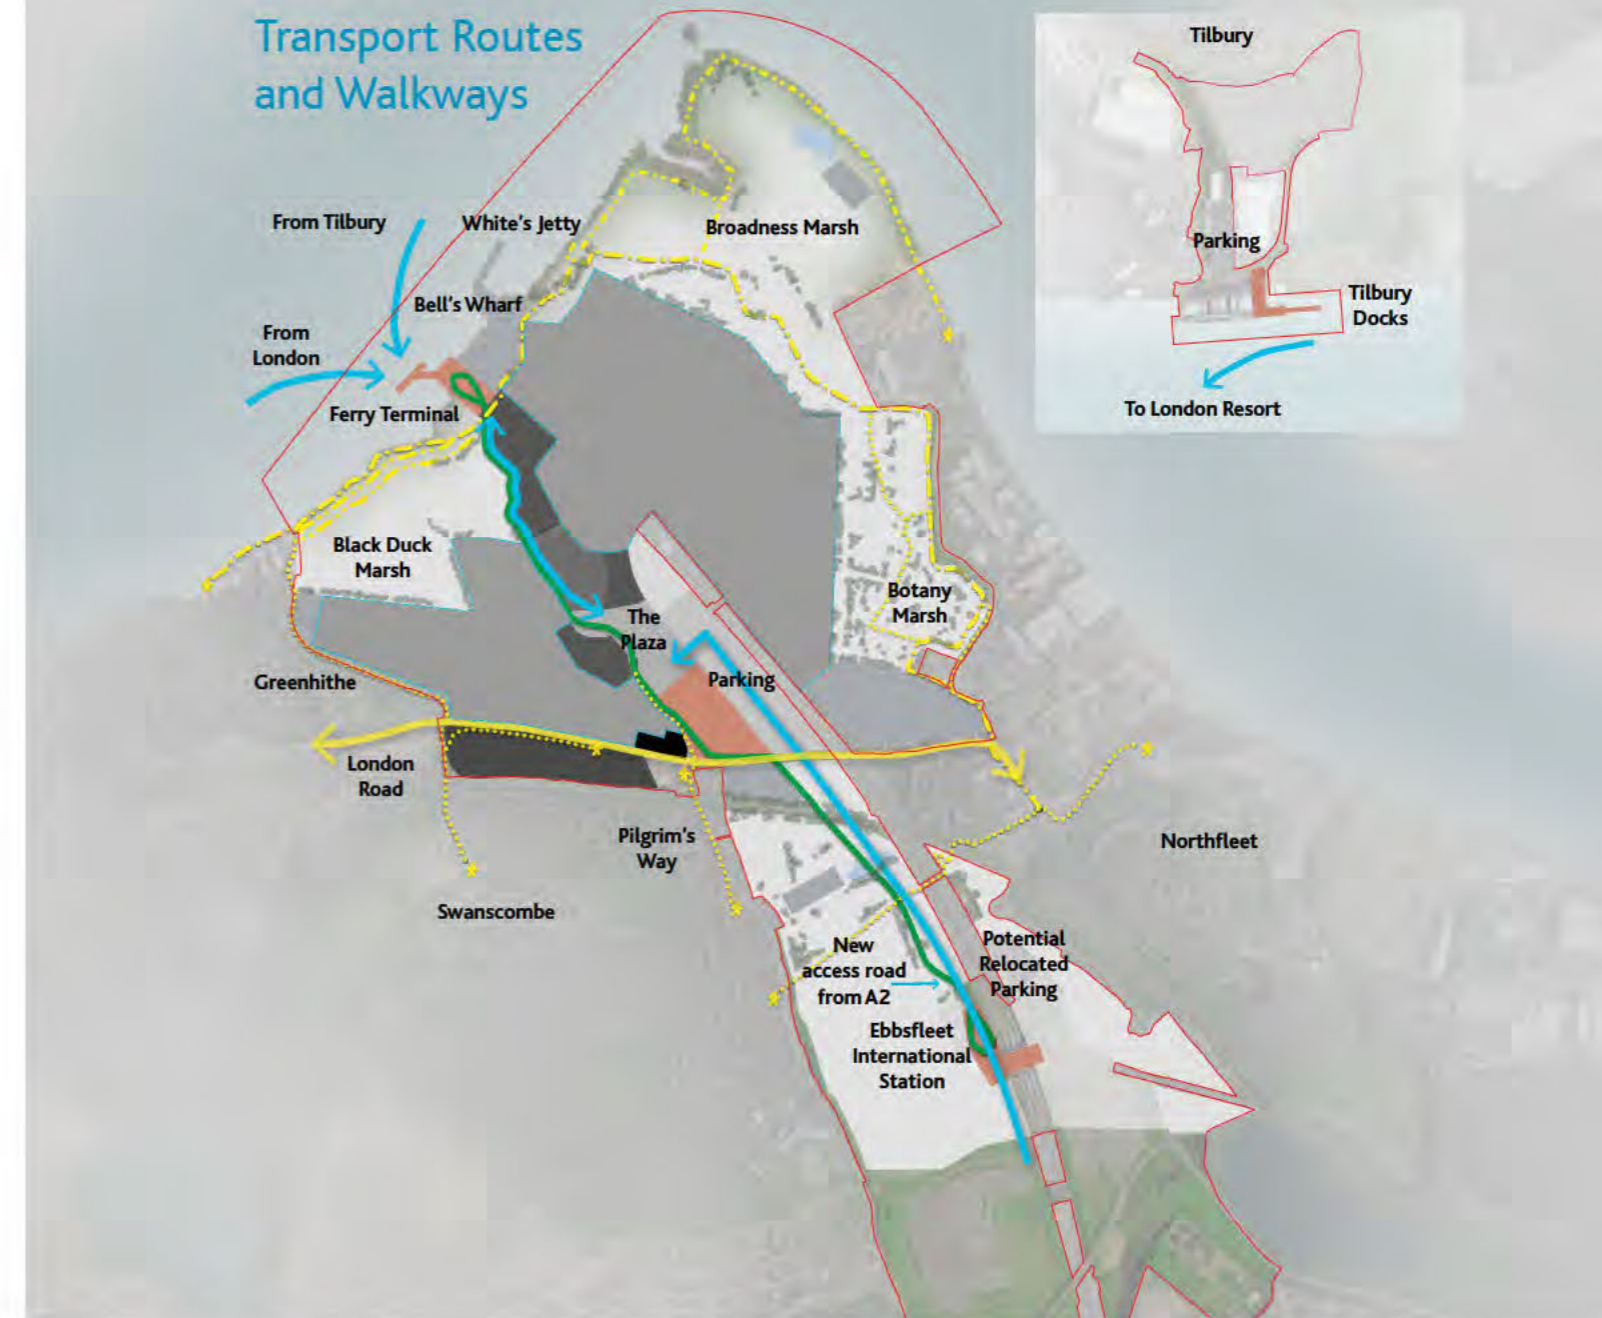 Transport Routes
and Walkways
Tilbury
From Tilbury
White's Jetty
Broadness Marsh
Parking
Bell's Wharf
Tilbury
Docks
From
London
To London Resort
Ferry Terminal
Black Duck
Marsh
Botany
Marsh
The
Plaza
Greenhithe
Parking
London
Road
Pilgrim's
Way
Northfleet
Swanscombe
New
access road
from A2
Potential
Relocated
Parking
Ebbsfleet
International
Station